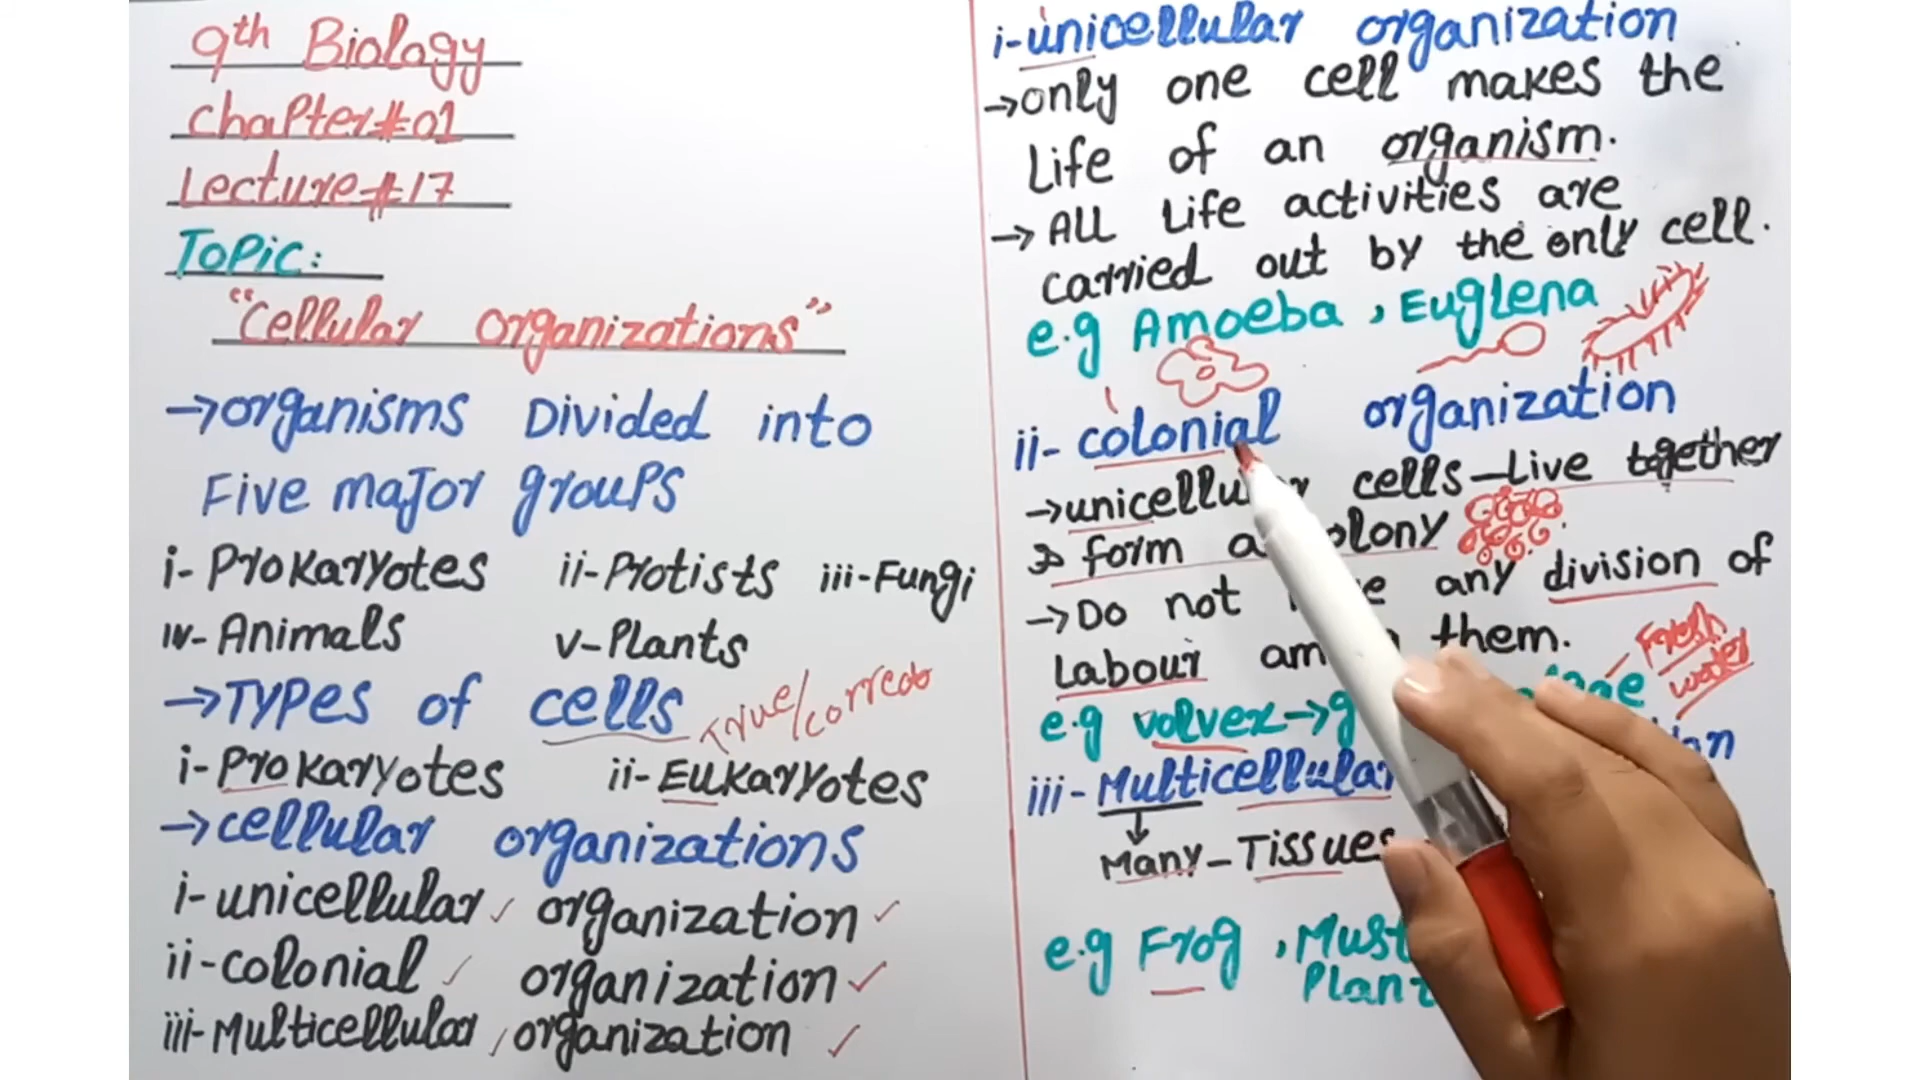 9th Biology
Chapter#01
Lecture#17
Topic:
"Cellular organizations"
→organisms Divided into
Five major groups
i-Prokaryotes ii-Protists iii-Fungi
iv-Animals v-Plants
→Types of cells True/correct
i-Prokaryotes ii-Eukaryotes
→cellular organizations
i-unicellular organization
ii-colonial organization
iii-Multicellular organization
i-unicellular organization
→only one cell makes the
Life of an organism.
→All Life activities are
carried out by the only cell.
e.g Amoeba, Euglena
ii-colonial organization
→unicellular cells-Live together
form a colony
→Do not any division of
Labour them.
e.g volvex→g
Fresh
water
iii-Multicellular
Many-Tissues
e.g Frog,